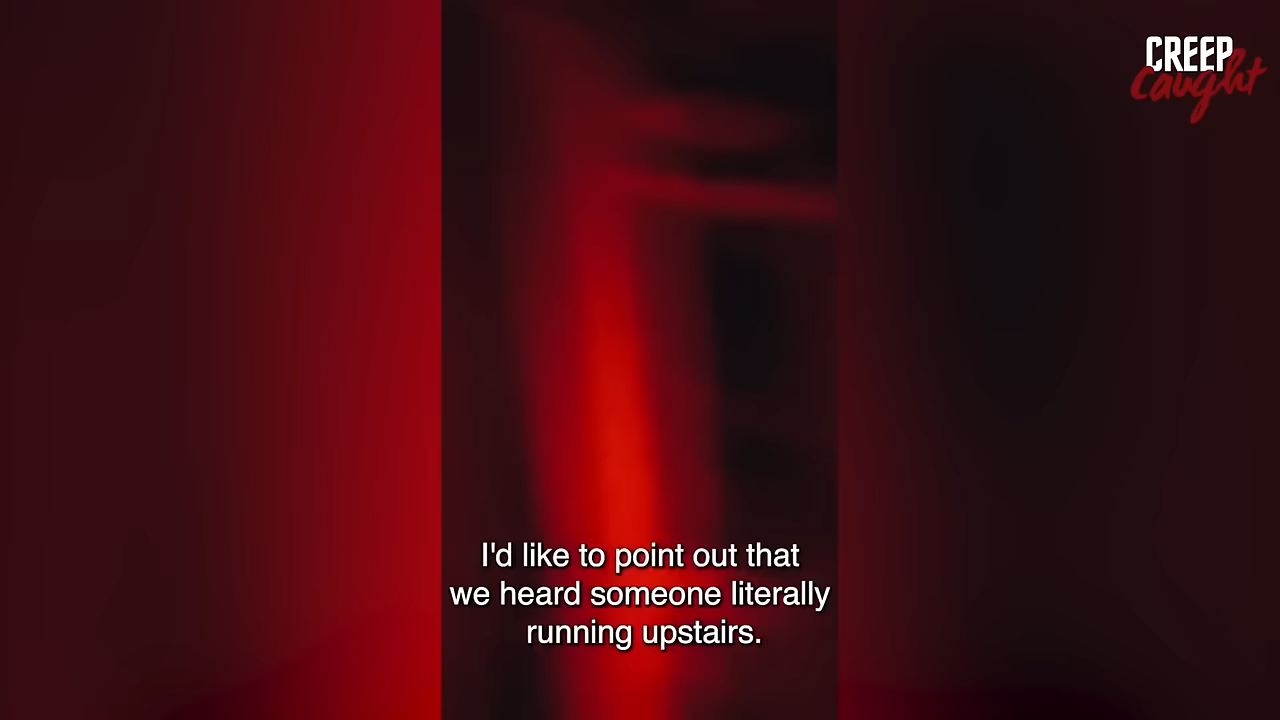 CREEP
Caught
I'd like to point out that
we heard someone literally
running upstairs.